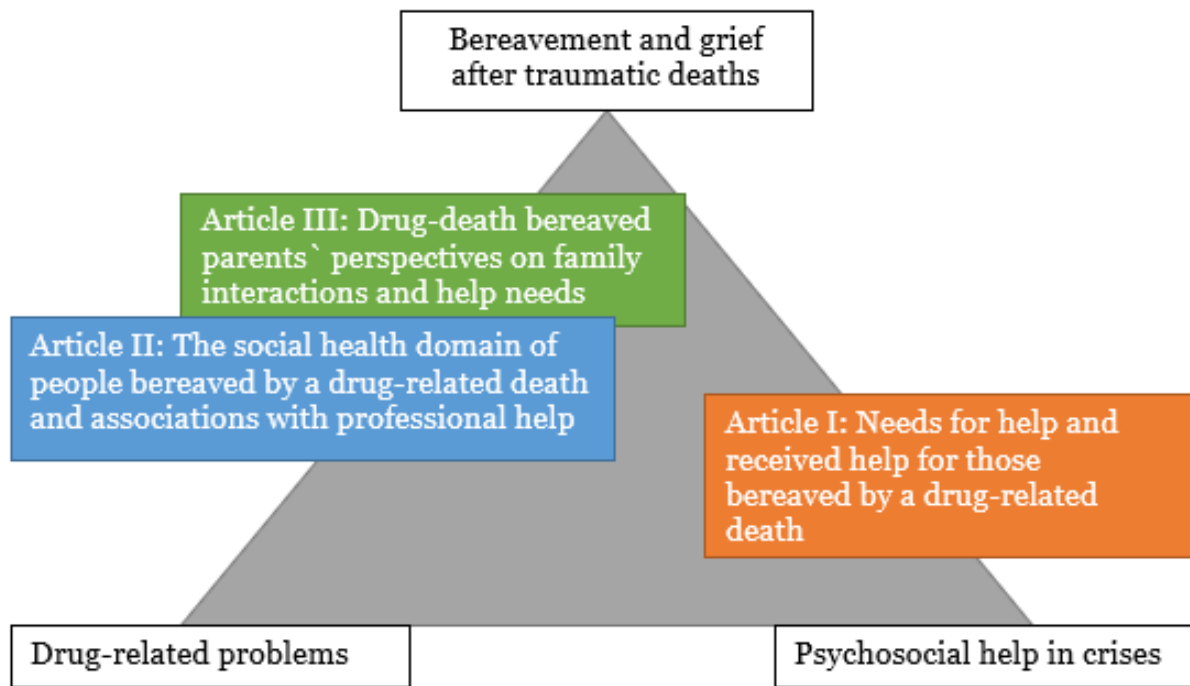 Bereavement and grief
after traumatic deaths
Article III: Drug-death bereaved
parents` perspectives on family
interactions and help needs
Article II: The social health domain of
people bereaved by a drug-related death
and associations with professional help
Article I: Needs for help and
received help for those
bereaved by a drug-related
death
Drug-related problems
Psychosocial help in crises